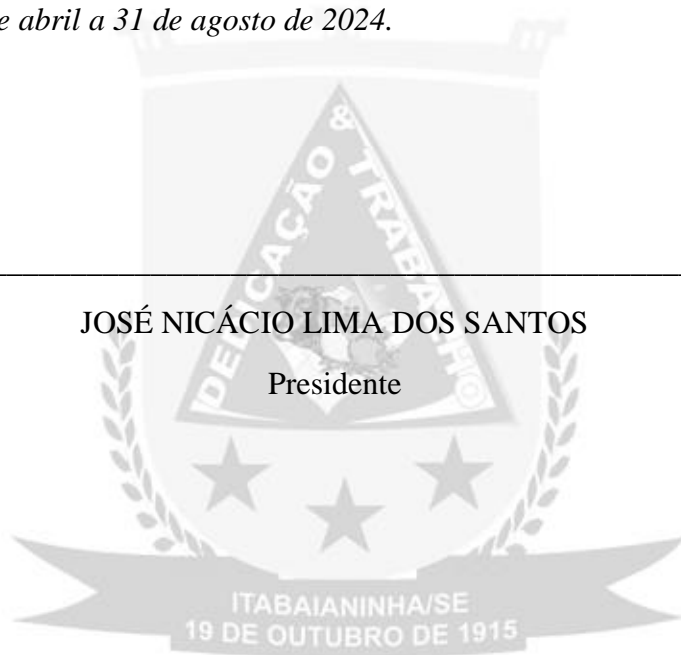 e abril a 31 de agosto de 2024.
DEDICAÇÃO & TRABALHO
JOSÉ NICÁCIO LIMA DOS SANTOS
Presidente
ITABAIANINHA/SE
19 DE OUTUBRO DE 1915